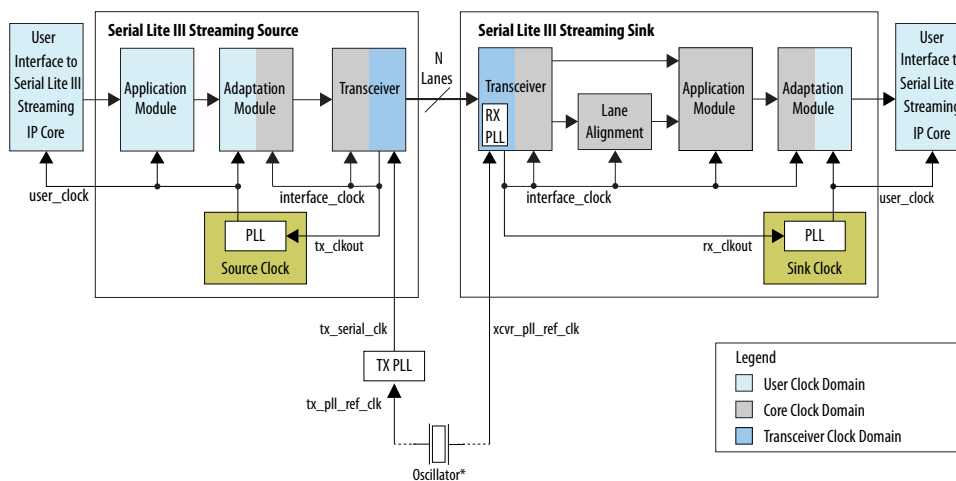 Serial Lite III Streaming Source
Serial Lite III Streaming Sink
User
Interface to
Serial Lite III
Streaming
IP Core
Application
Module
Adaptation
Module
Transceiver
N
Lanes
Transceiver
RX
PLL
Lane
Alignment
Application
Module
Adaptation
Module
User
Interface to
Serial Lite III
Streaming
IP Core
user_clock
interface_clock
interface_clock
user_clock
PLL
Source Clock
tx_clkout
rx_clkout
PLL
Sink Clock
tx_serial_clk
xcvr_pll_ref_clk
TX PLL
tx_pll_ref_clk
Oscillator*
Legend
User Clock Domain
Core Clock Domain
Transceiver Clock Domain